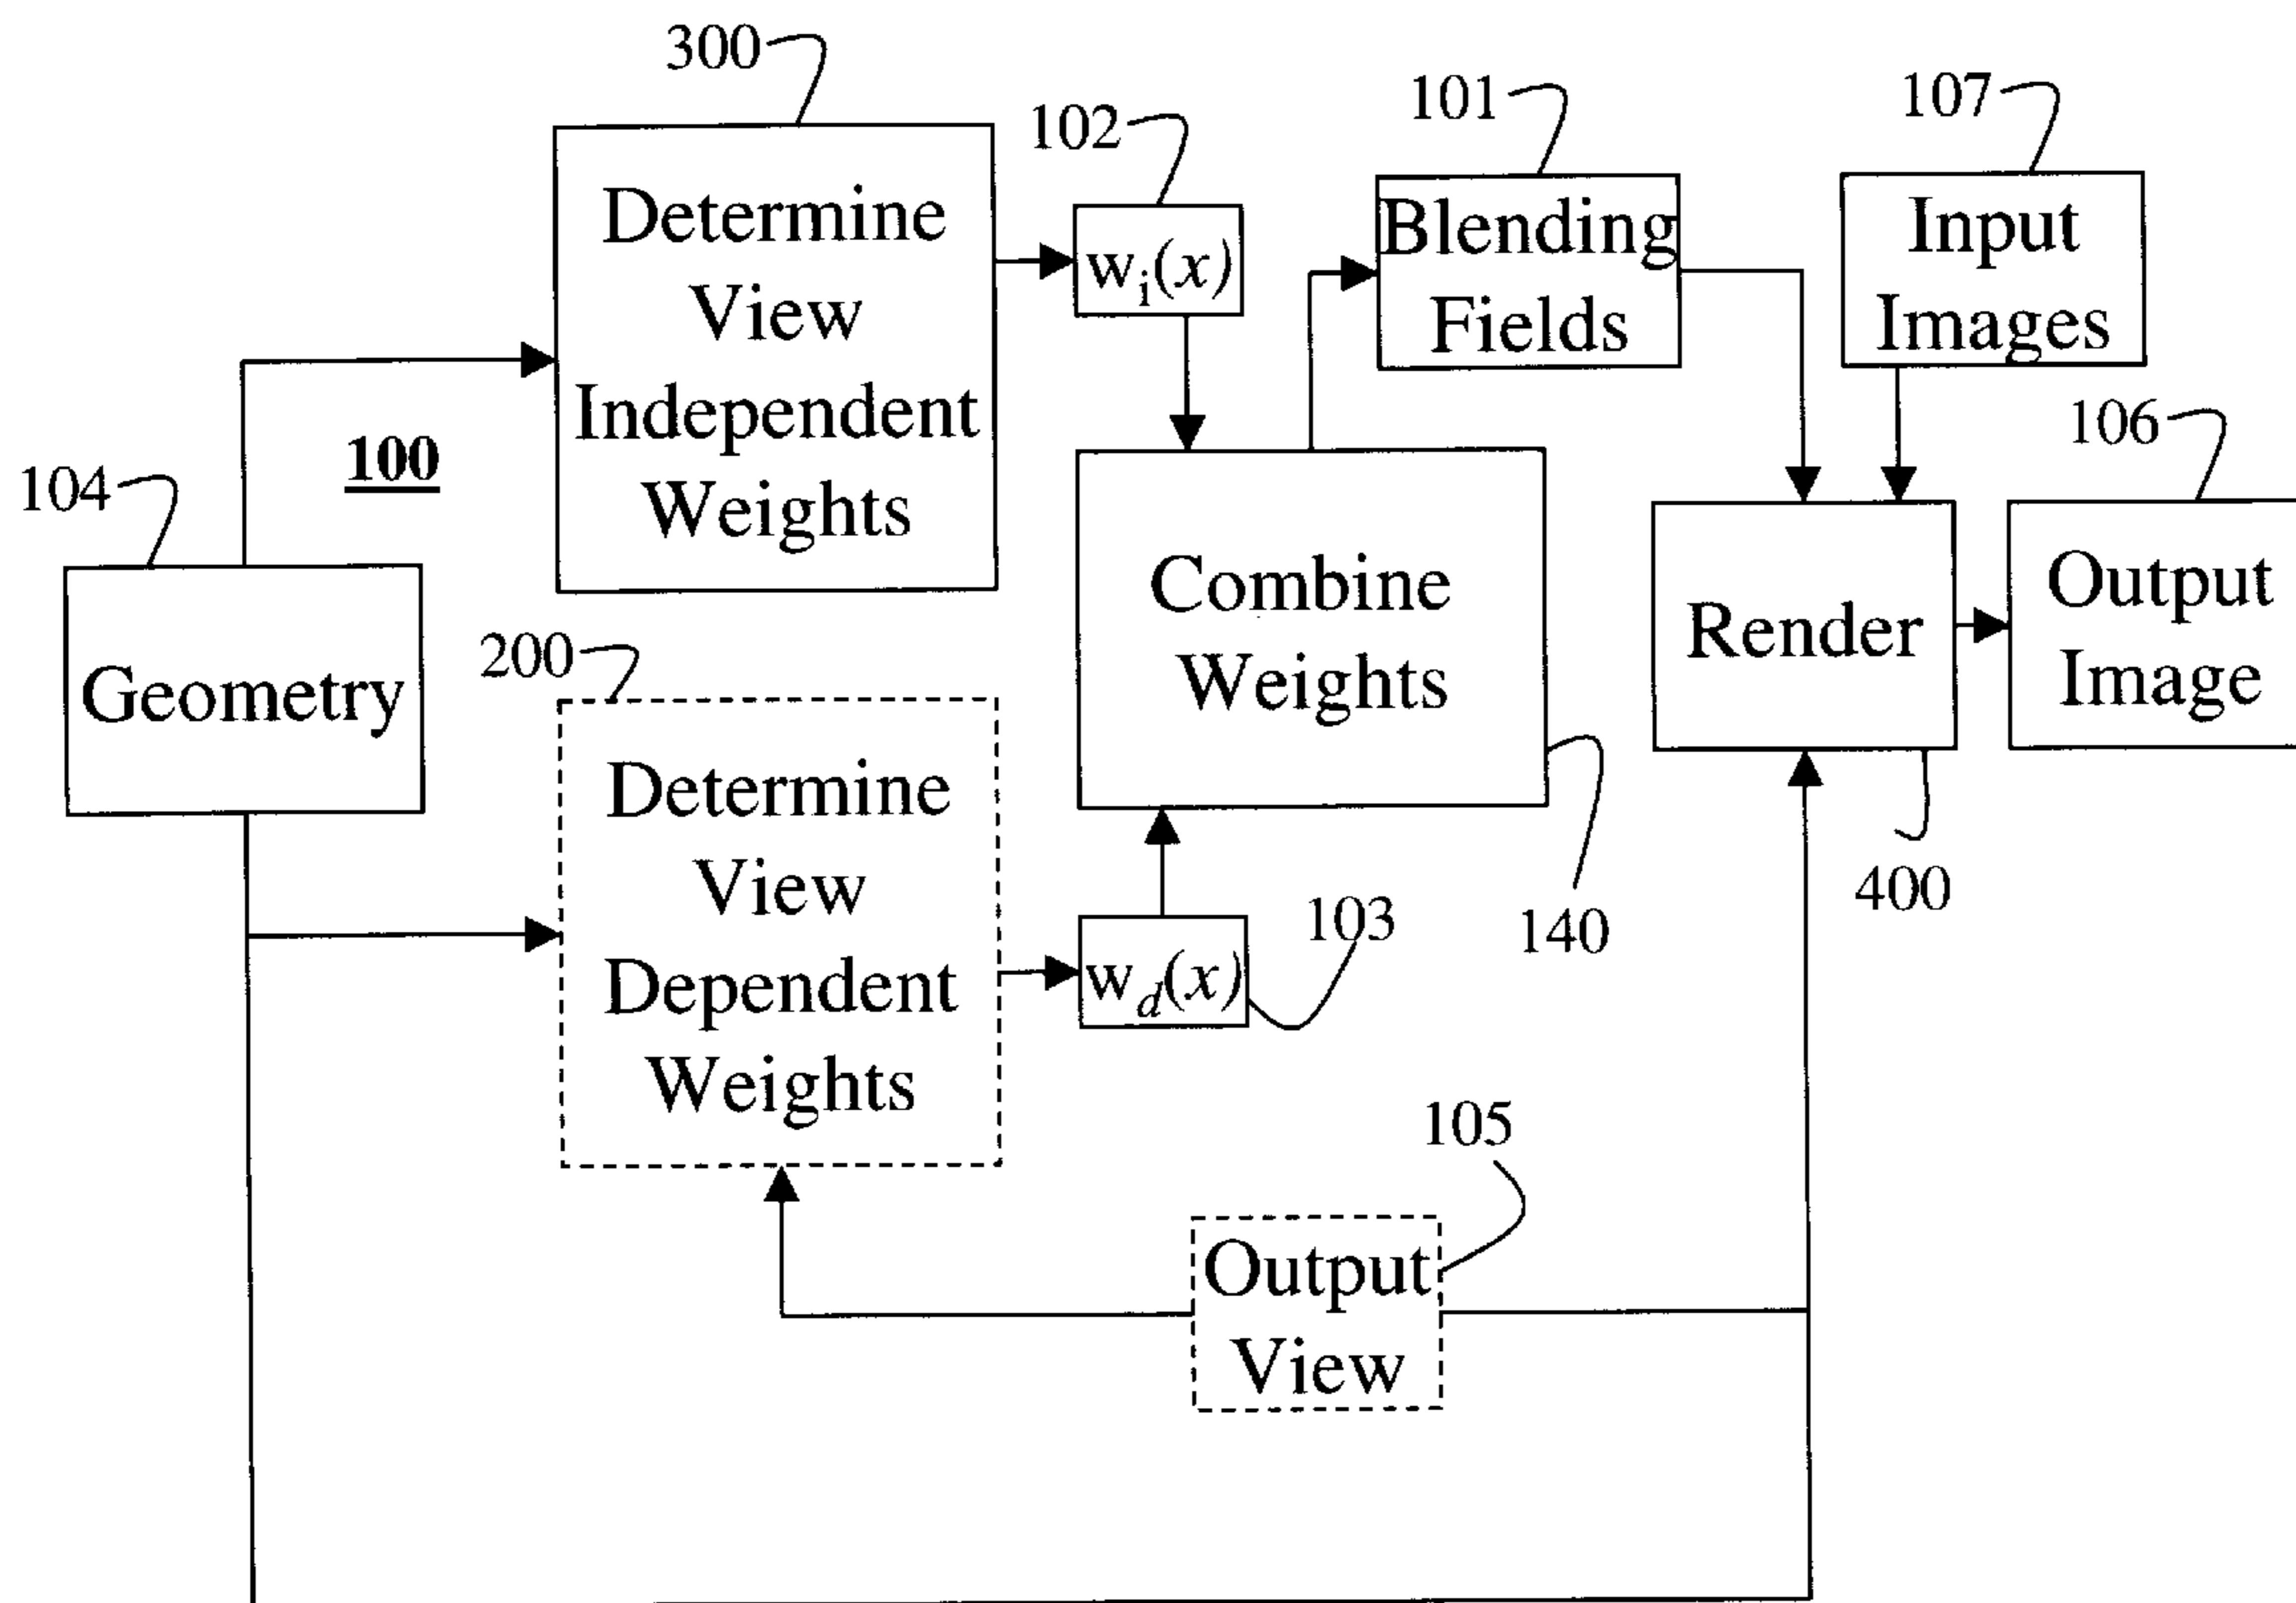 300
102
101
107
Determine
View
Independent
Weights
w_i(x)
Blending
Fields
Input
Images
106
100
104
Geometry
Combine
Weights
Render
Output
Image
200
Determine
View
Dependent
Weights
w_d(x)
103
140
400
105
Output
View